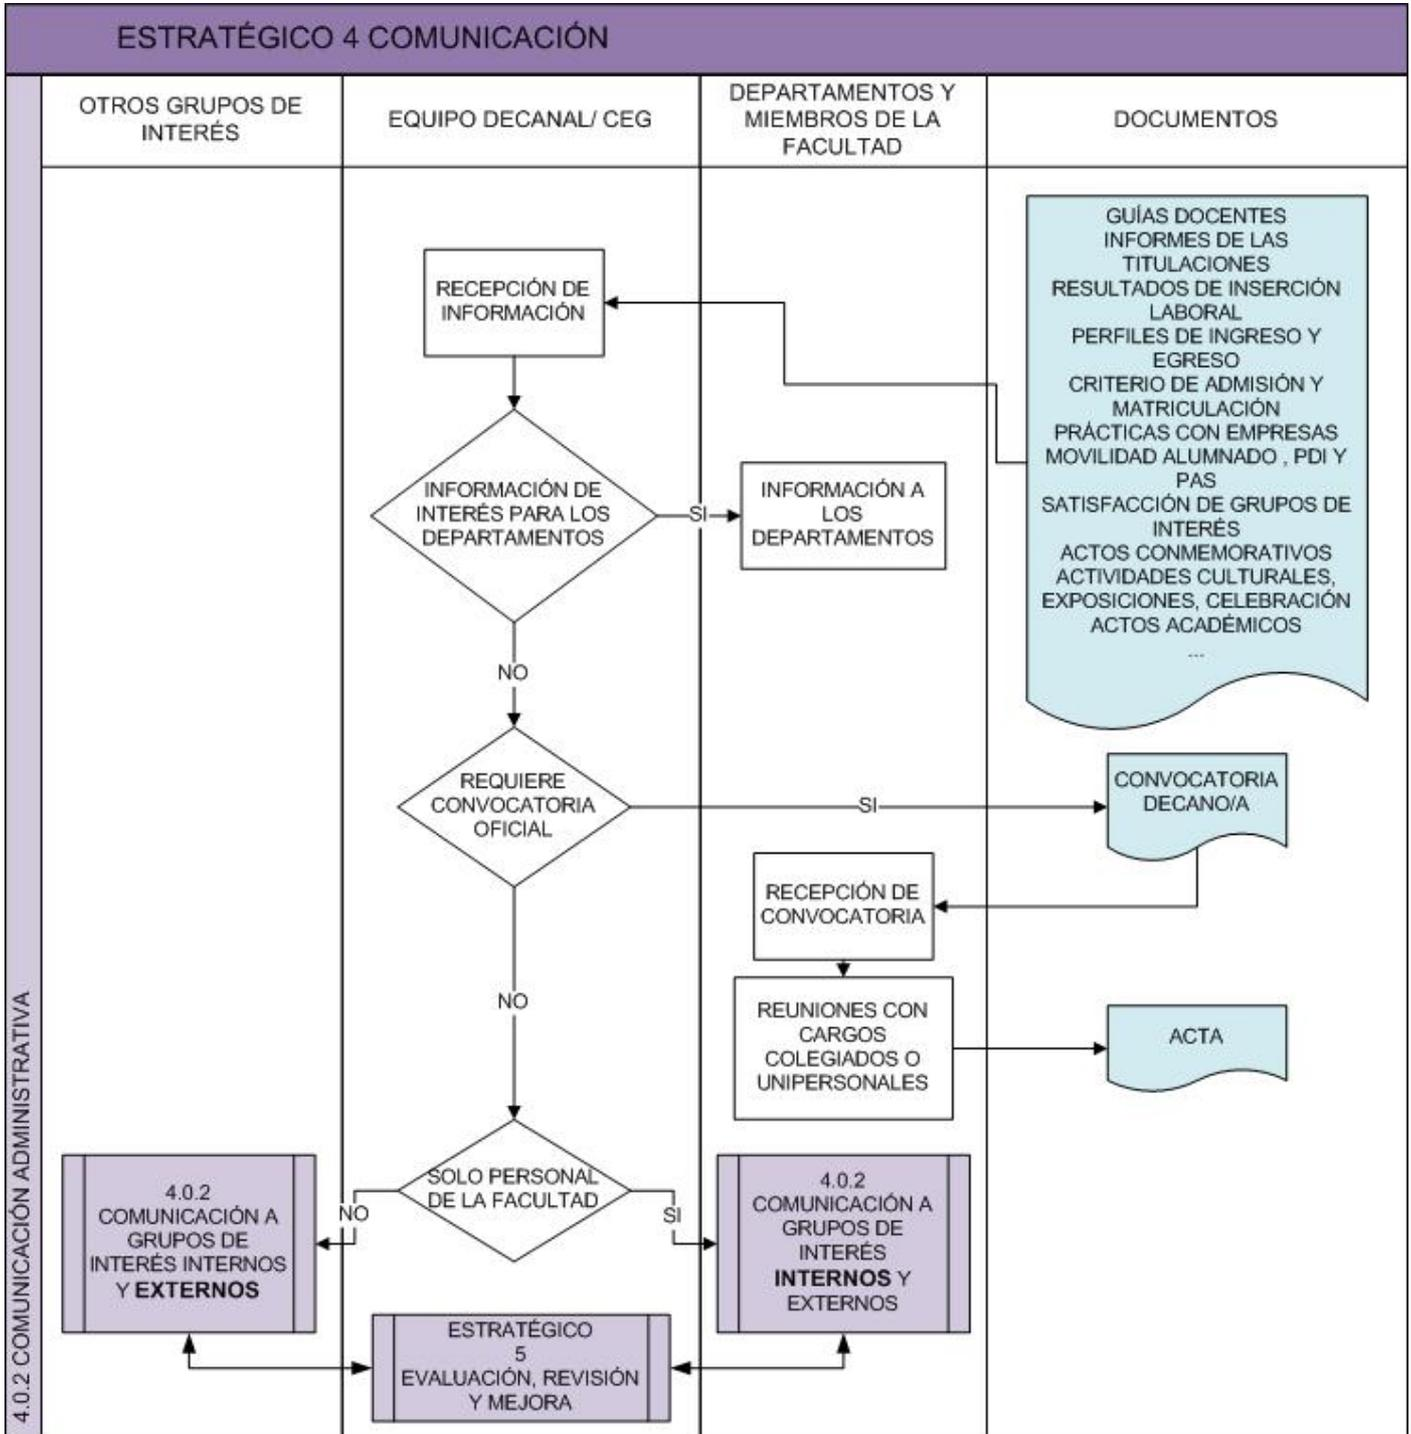 ESTRATÉGICO 4 COMUNICACIÓN
4.0.2 COMUNICACIÓN ADMINISTRATIVA
OTROS GRUPOS DE
INTERÉS
EQUIPO DECANAL/ CEG
DEPARTAMENTOS Y
MIEMBROS DE LA
FACULTAD
DOCUMENTOS
GUÍAS DOCENTES
INFORMES DE LAS
TITULACIONES
RESULTADOS DE INSERCIÓN
LABORAL
PERFILES DE INGRESO Y
EGRESO
CRITERIO DE ADMISIÓN Y
MATRICULACIÓN
PRÁCTICAS CON EMPRESAS
MOVILIDAD ALUMNADO , PDI Y
PAS
SATISFACCIÓN DE GRUPOS DE
INTERÉS
ACTOS CONMEMORATIVOS
ACTIVIDADES CULTURALES,
EXPOSICIONES, CELEBRACIÓN
ACTOS ACADÉMICOS
...
RECEPCIÓN DE
INFORMACIÓN
INFORMACIÓN DE
INTERÉS PARA LOS
DEPARTAMENTOS
SI
INFORMACIÓN A
LOS
DEPARTAMENTOS
NO
REQUIERE
CONVOCATORIA
OFICIAL
SI
CONVOCATORIA
DECANO/A
RECEPCIÓN DE
CONVOCATORIA
REUNIONES CON
CARGOS
COLEGIADOS O
UNIPERSONALES
ACTA
NO
SOLO PERSONAL
DE LA FACULTAD
NO
SI
4.0.2
COMUNICACIÓN A
GRUPOS DE
INTERÉS INTERNOS
Y EXTERNOS
4.0.2
COMUNICACIÓN A
GRUPOS DE
INTERÉS
INTERNOS Y
EXTERNOS
ESTRATÉGICO
5
EVALUACIÓN, REVISIÓN
Y MEJORA